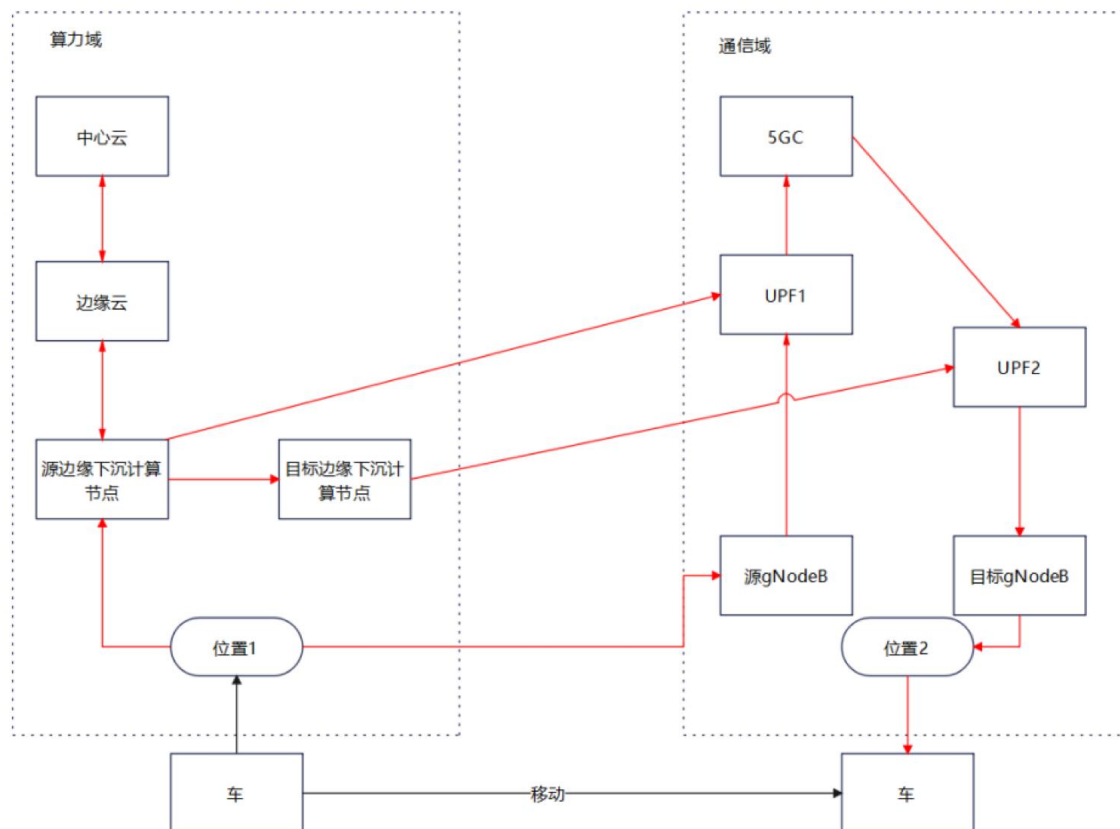 算力域
通信域
中心云
5GC
边缘云
UPF1
UPF2
源边缘下沉计算
节点
目标边缘下沉计
算节点
源gNodeB
目标gNodeB
位置1
位置2
车
移动
车